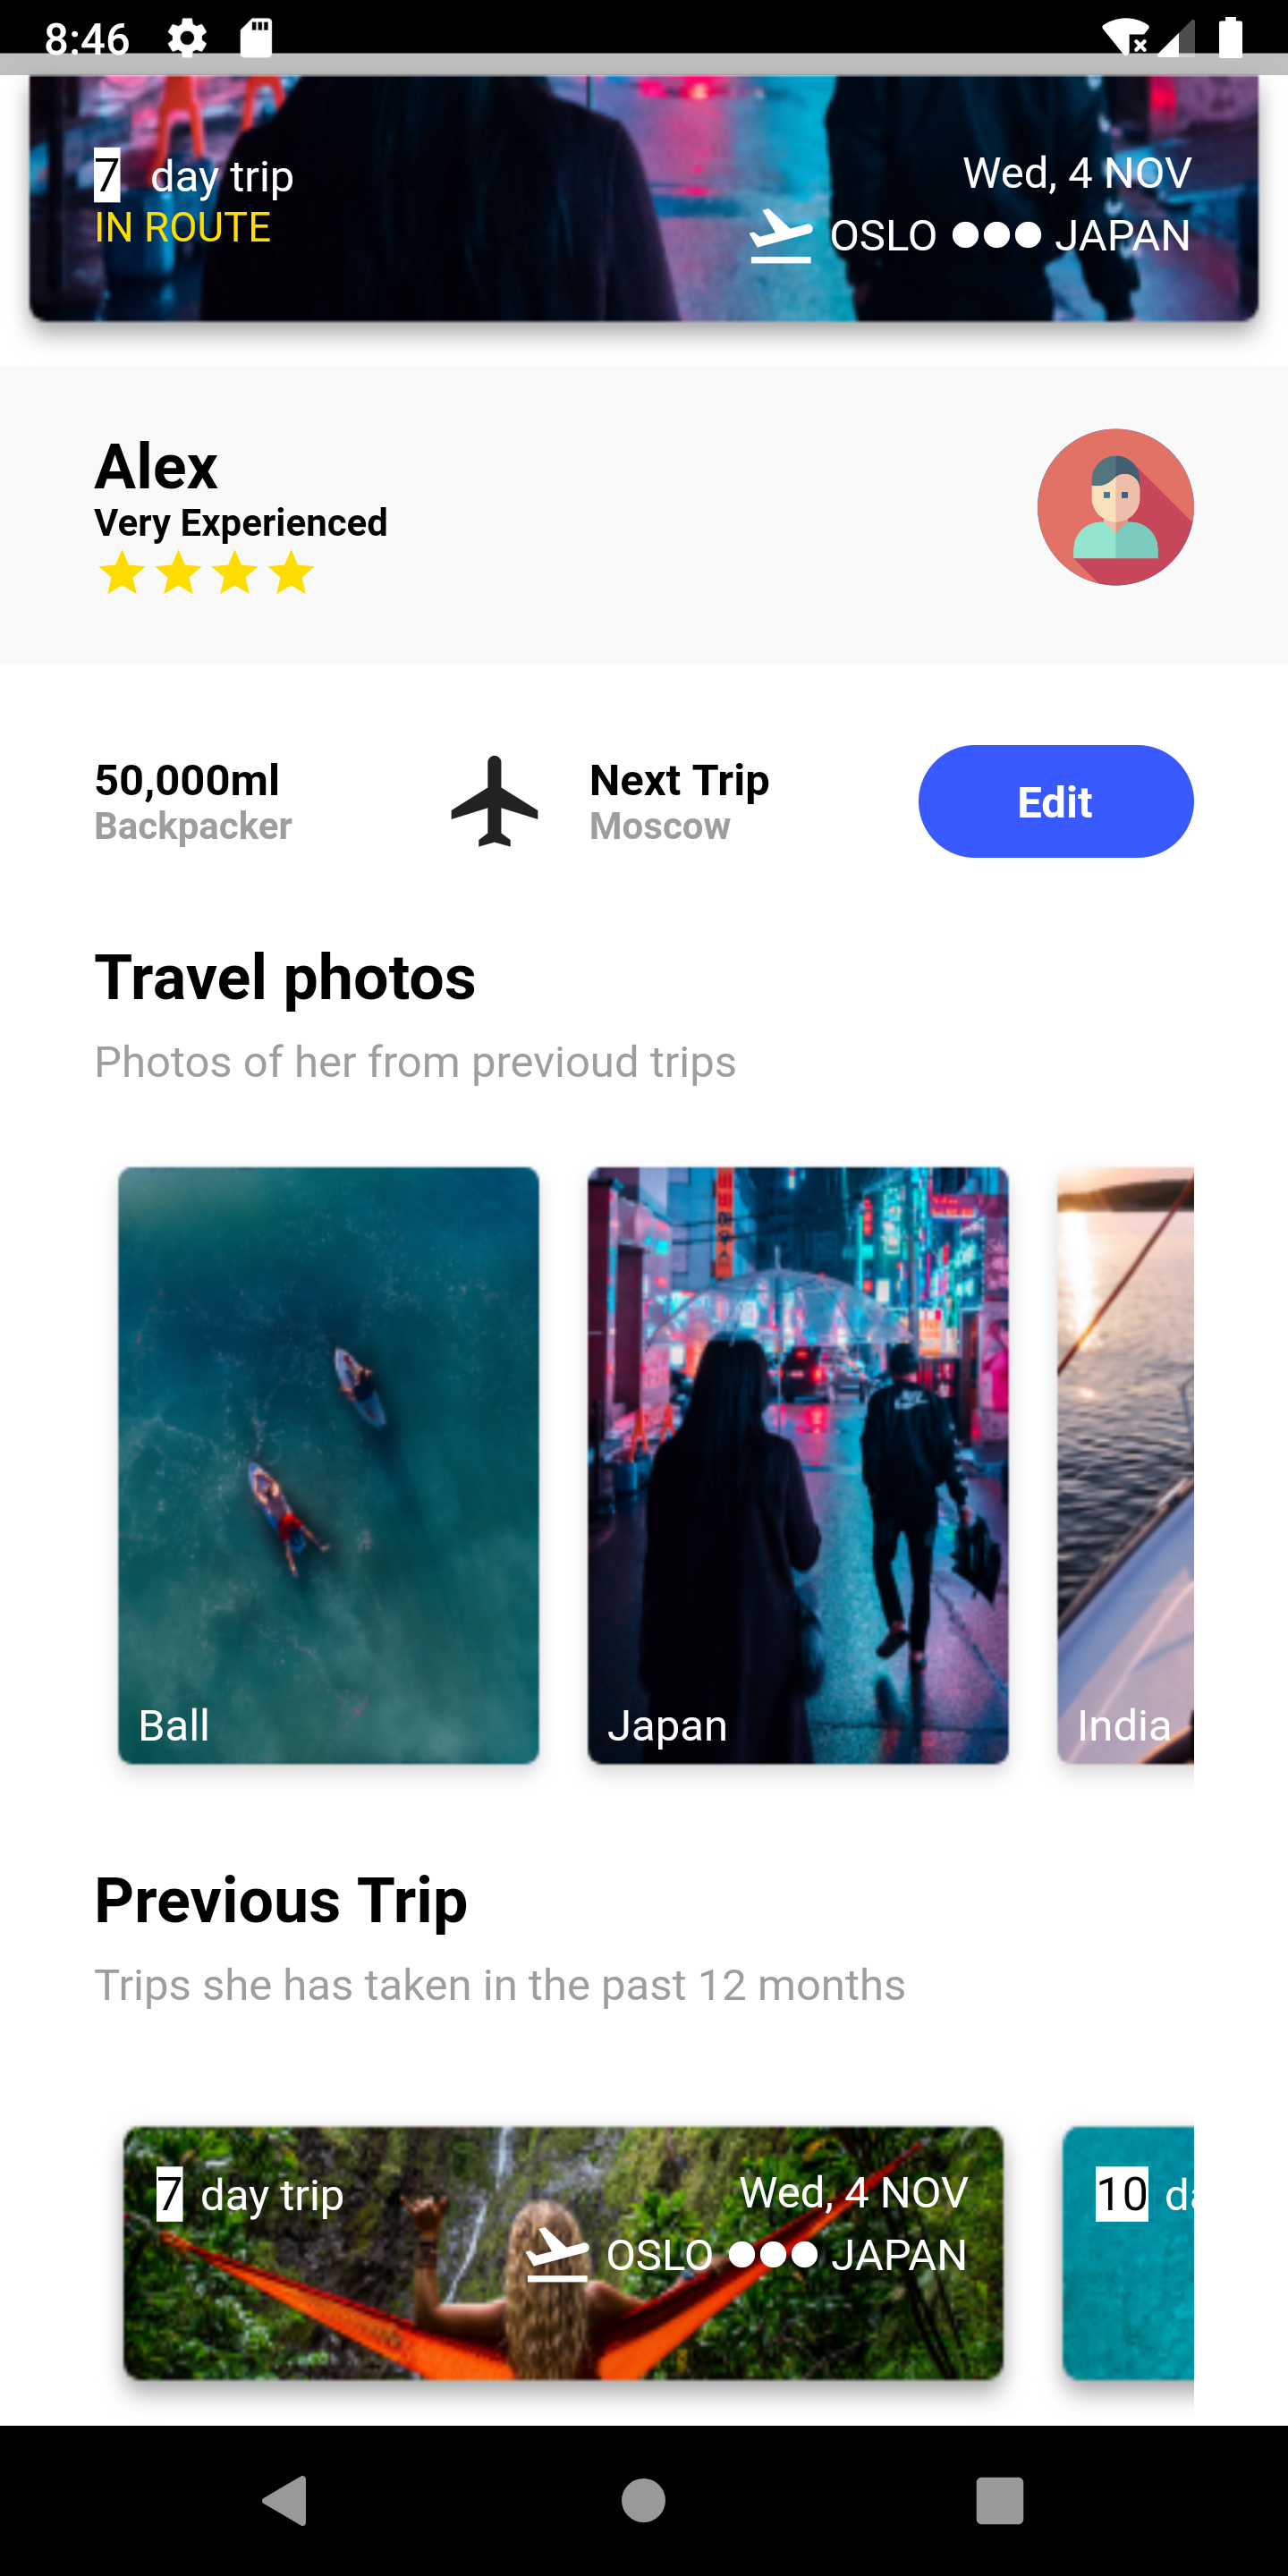 8:46
7 day trip
Wed, 4 NOV
IN ROUTE
OSLO ●●● JAPAN
Alex
Very Experienced
50,000ml
Backpacker
Next Trip
Moscow
Edit
Travel photos
Photos of her from previoud trips
Ball
Japan
India
Previous Trip
Trips she has taken in the past 12 months
7 day trip
Wed, 4 NOV
OSLO ●●● JAPAN
10